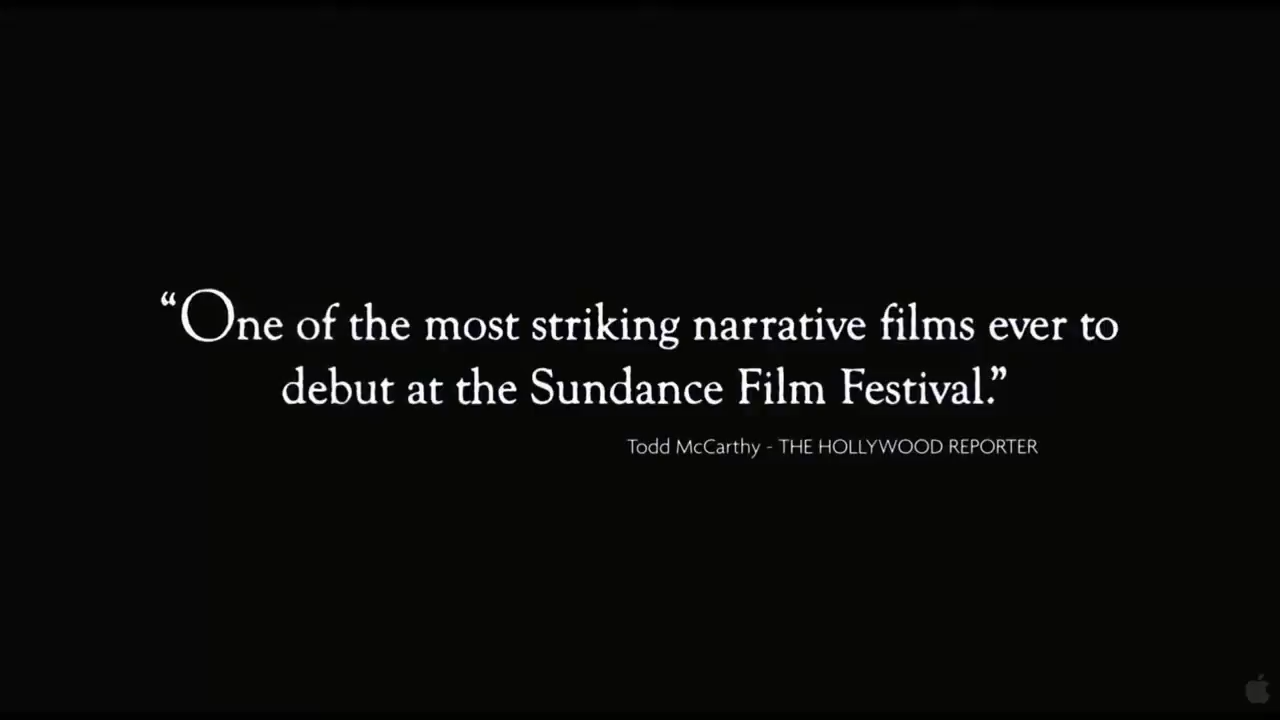 “One of the most striking narrative films ever to
debut at the Sundance Film Festival.”
Todd McCarthy - THE HOLLYWOOD REPORTER